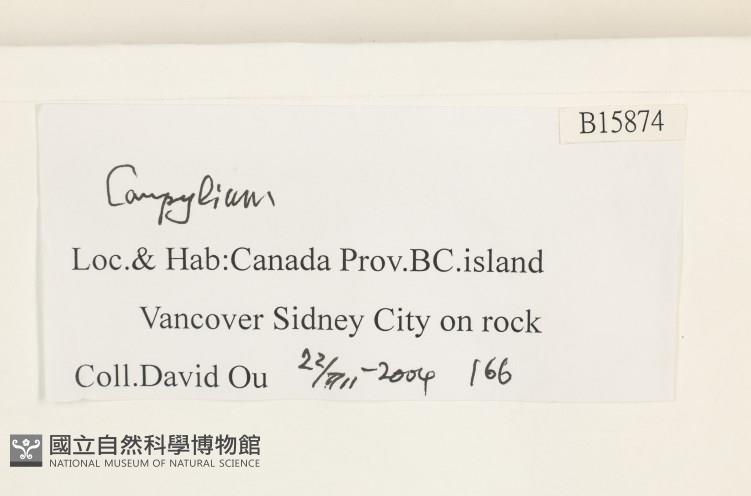 B15874
Campylium
Loc.& Hab:Canada Prov.BC.island
Vancover Sidney City on rock
Coll.David Ou 22/VII-2004 166
國立自然科學博物館
NATIONAL MUSEUM OF NATURAL SCIENCE